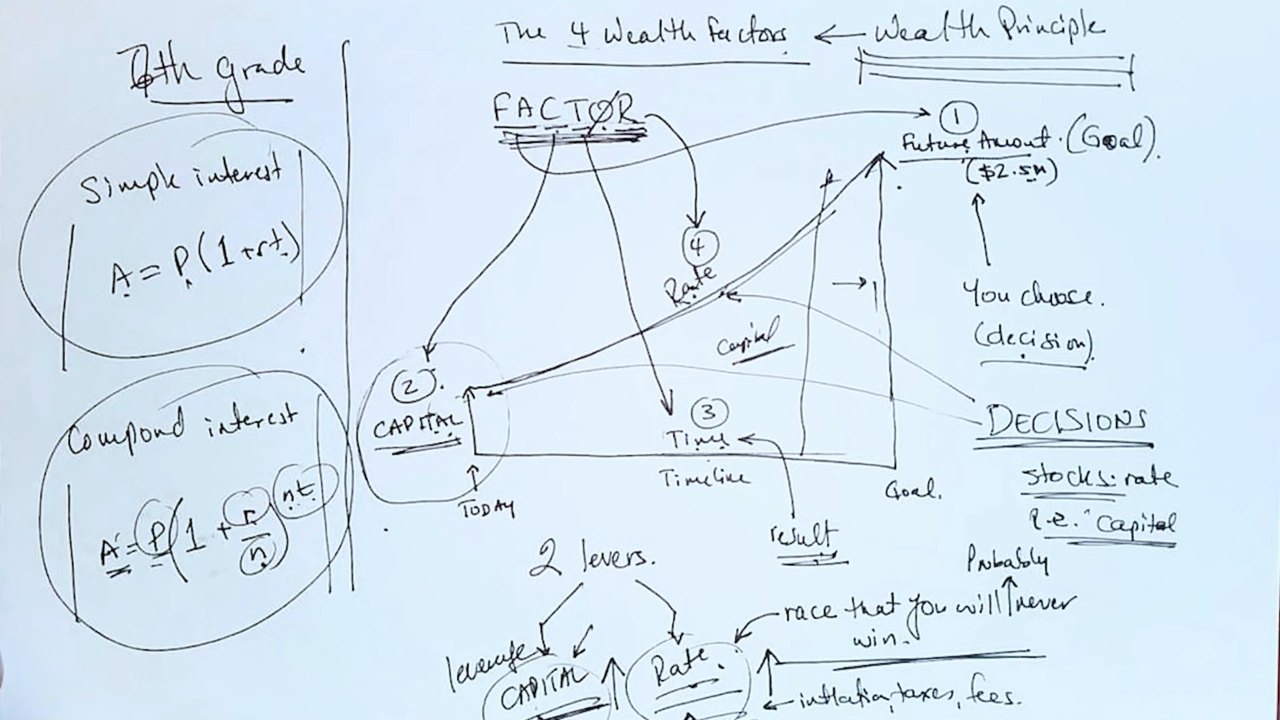 7th grade
Simple interest
A = P(1+rt)
Compond interest
A = P(1 + r/n)^nt
The 4 Wealth Factors ← Wealth Principle
FACTOR
1
Future Amount. (Goal).
($2.5M)
You choose.
(decision)
4
Rate
Capital
2.
CAPITAL
3
Time
Timeline
TODAY
Goal.
result
DECISIONS
Stocks: rate
R.E. "Capital
2 levers.
leverage
CAPITAL
Rate.
Probably
race that you will never
win.
inflation, taxes, fees.